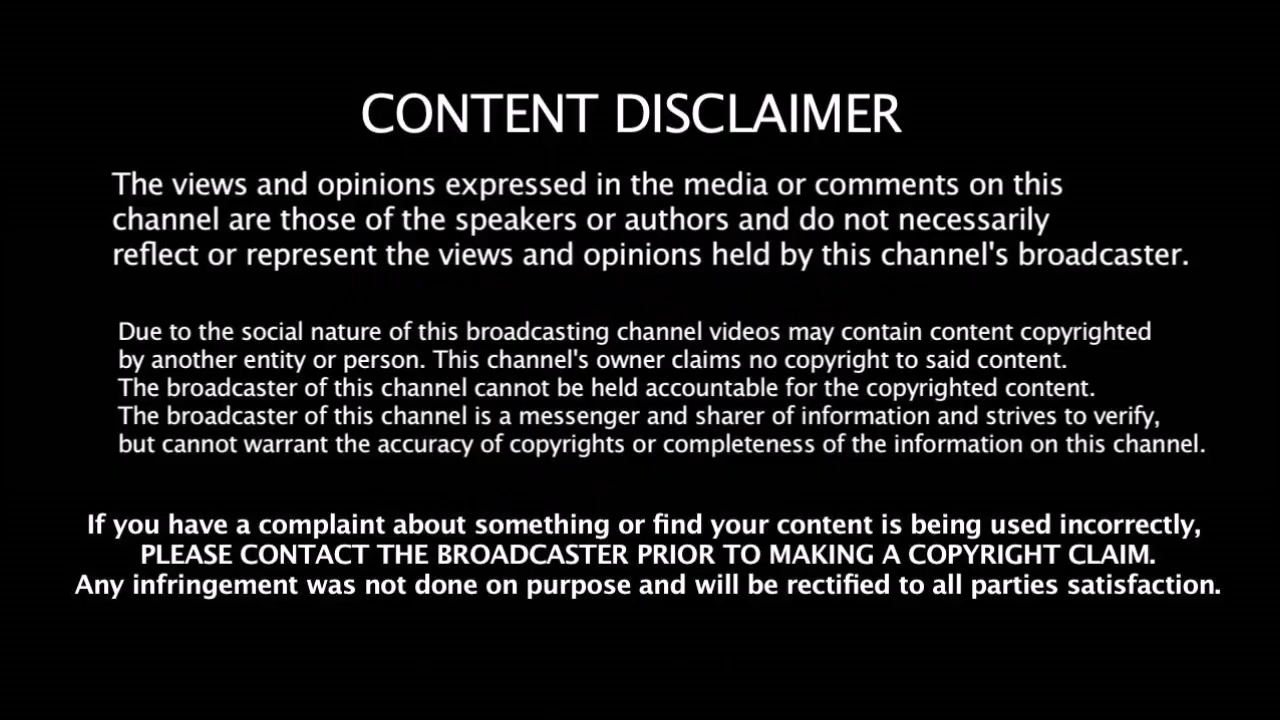 CONTENT DISCLAIMER
The views and opinions expressed in the media or comments on this
channel are those of the speakers or authors and do not necessarily
reflect or represent the views and opinions held by this channel's broadcaster.
Due to the social nature of this broadcasting channel videos may contain content copyrighted
by another entity or person. This channel's owner claims no copyright to said content.
The broadcaster of this channel cannot be held accountable for the copyrighted content.
The broadcaster of this channel is a messenger and sharer of information and strives to verify,
but cannot warrant the accuracy of copyrights or completeness of the information on this channel.
If you have a complaint about something or find your content is being used incorrectly,
PLEASE CONTACT THE BROADCASTER PRIOR TO MAKING A COPYRIGHT CLAIM.
Any infringement was not done on purpose and will be rectified to all parties satisfaction.